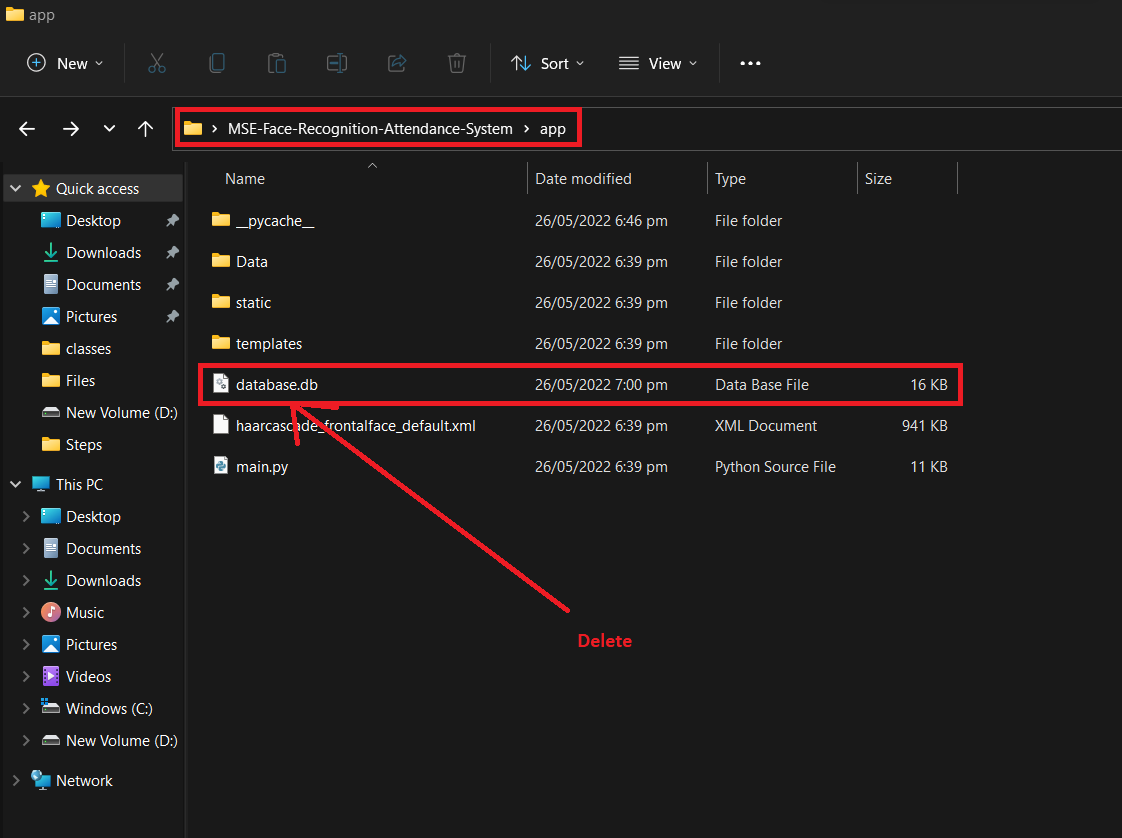 app
New
Sort
View
MSE-Face-Recognition-Attendance-System > app
Quick access
Desktop
Downloads
Documents
Pictures
classes
Files
New Volume (D:)
Steps
This PC
Desktop
Documents
Downloads
Music
Pictures
Videos
Windows (C:)
New Volume (D:)
Network
Name Date modified Type Size
__pycache__ 26/05/2022 6:46 pm File folder
Data 26/05/2022 6:39 pm File folder
static 26/05/2022 6:39 pm File folder
templates 26/05/2022 6:39 pm File folder
database.db 26/05/2022 7:00 pm Data Base File 16 KB
haarcascade_frontalface_default.xml 26/05/2022 6:39 pm XML Document 941 KB
main.py 26/05/2022 6:39 pm Python Source File 11 KB
Delete